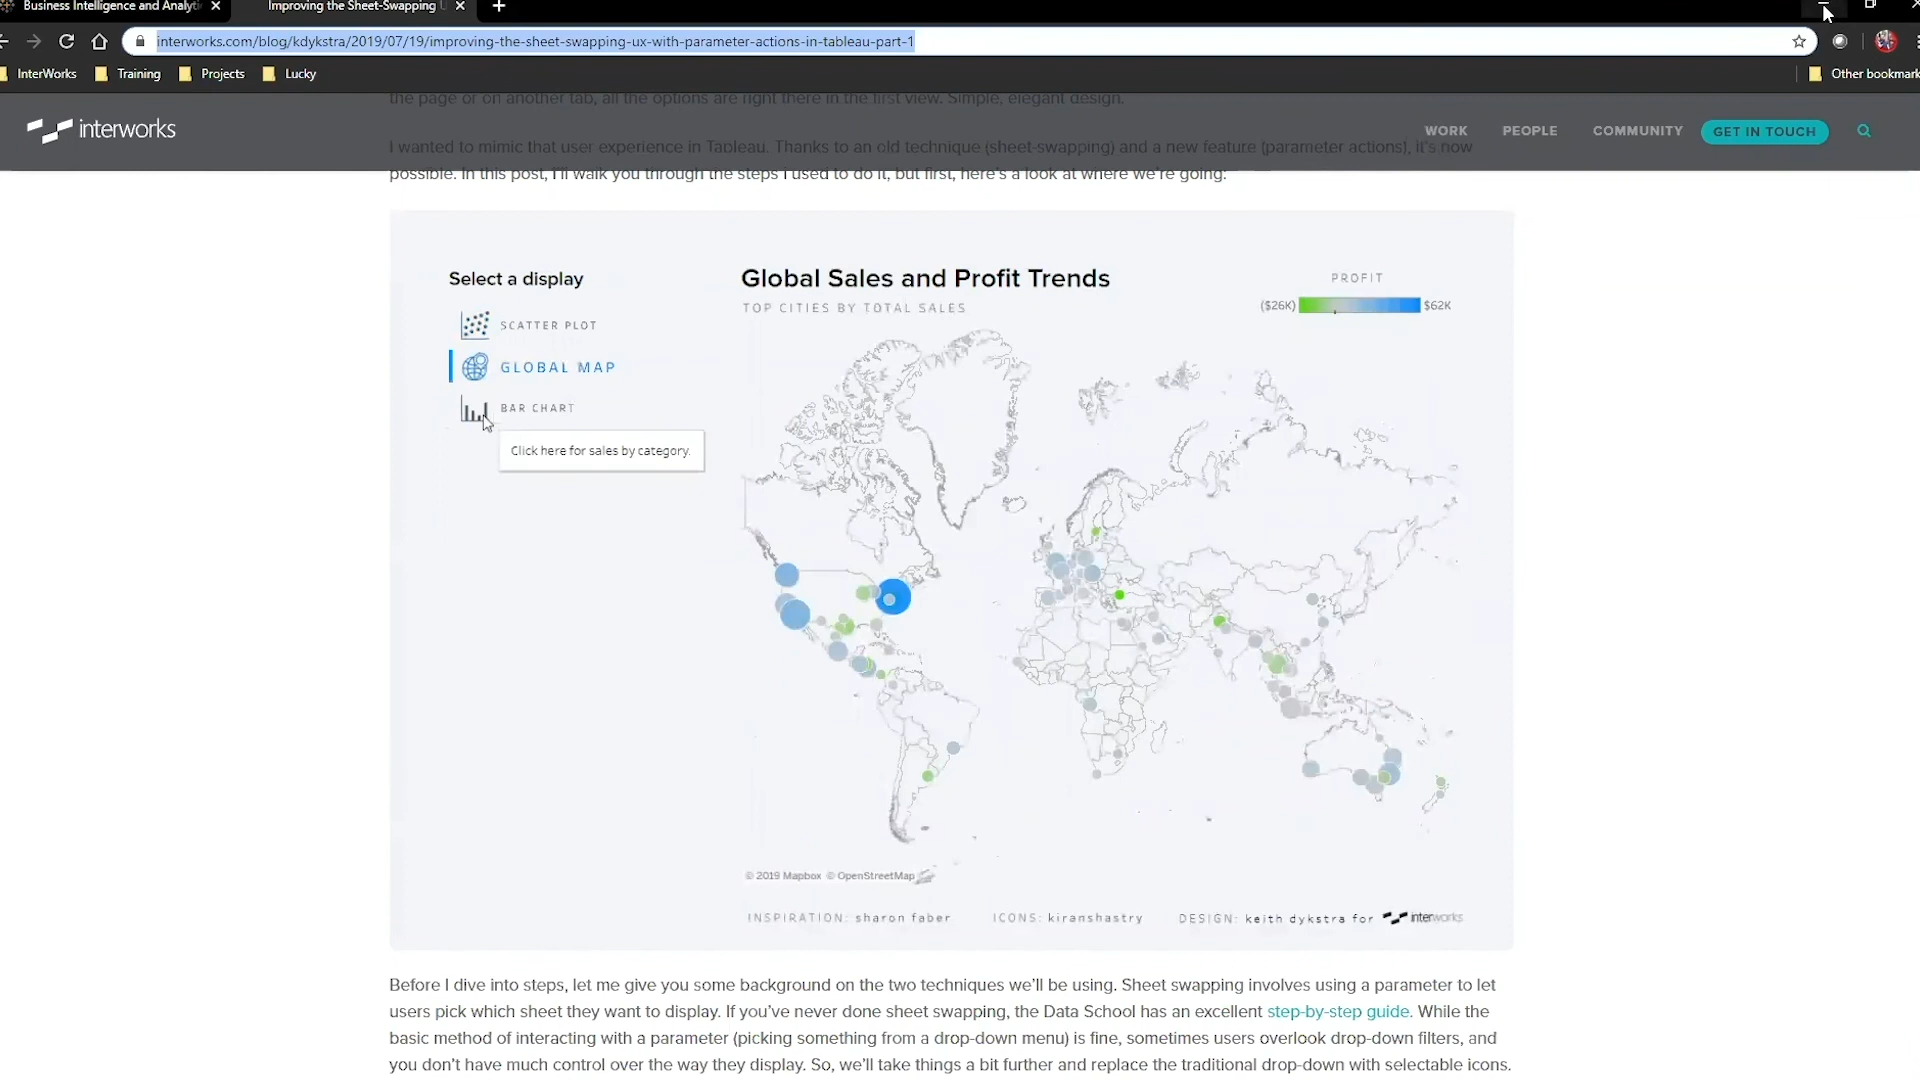 Business Intelligence and Analyti
Improving the Sheet-Swapping U
interworks.com/blog/kdykstra/2019/07/19/improving-the-sheet-swapping-ux-with-parameter-actions-in-tableau-part-1
InterWorks
Training
Projects
Lucky
Other bookmark
the page or on another tab, all the options are right there in the first view. Simple, elegant design.
interworks
WORK
PEOPLE
COMMUNITY
GET IN TOUCH
I wanted to mimic that user experience in Tableau. Thanks to an old technique (sheet-swapping) and a new feature (parameter actions), it's now
possible. In this post, I'll walk you through the steps I used to do it, but first, here's a look at where we're going:
Select a display
SCATTER PLOT
GLOBAL MAP
BAR CHART
Click here for sales by category.
Global Sales and Profit Trends
TOP CITIES BY TOTAL SALES
PROFIT
($26K)
$62K
© 2019 Mapbox © OpenStreetMap
INSPIRATION: sharon faber
ICONS: kiranshastry
DESIGN: keith dykstra for interworks
Before I dive into steps, let me give you some background on the two techniques we'll be using. Sheet swapping involves using a parameter to let
users pick which sheet they want to display. If you've never done sheet swapping, the Data School has an excellent step-by-step guide. While the
basic method of interacting with a parameter (picking something from a drop-down menu) is fine, sometimes users overlook drop-down filters, and
you don't have much control over the way they display. So, we'll take things a bit further and replace the traditional drop-down with selectable icons.